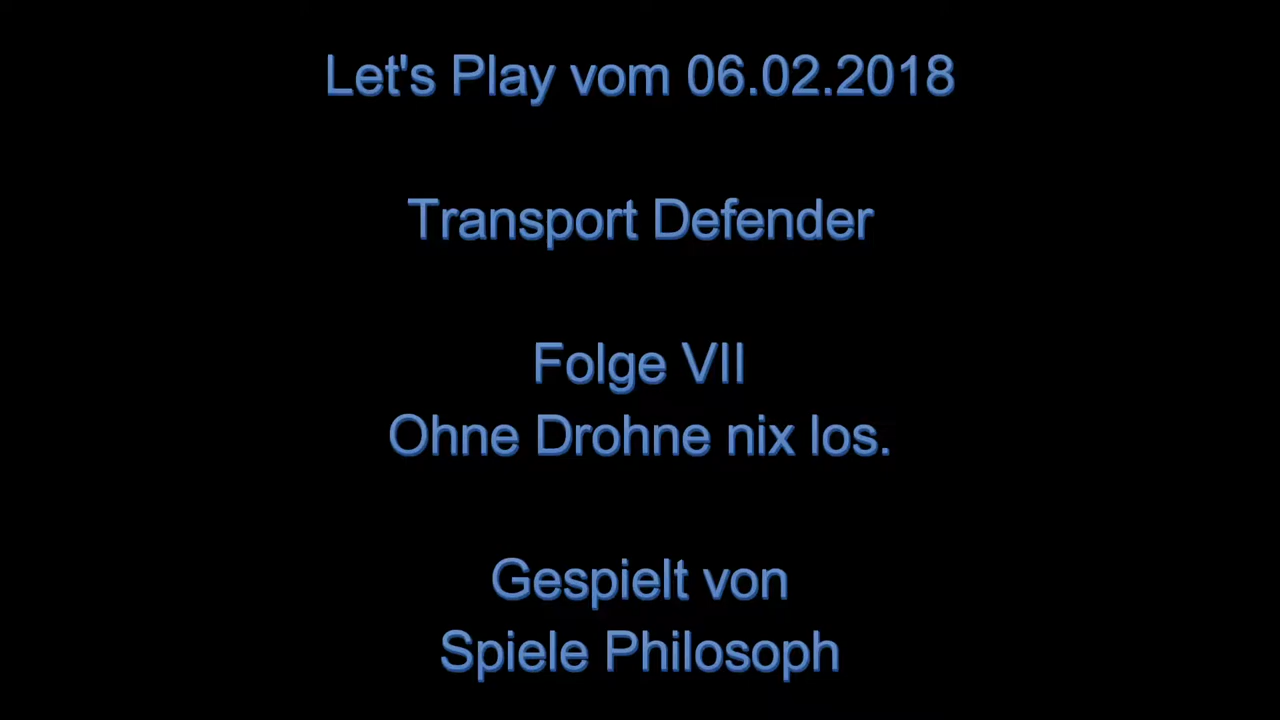 Let's Play vom 06.02.2018
Transport Defender
Folge VII
Ohne Drohne nix los.
Gespielt von
Spiele Philosoph